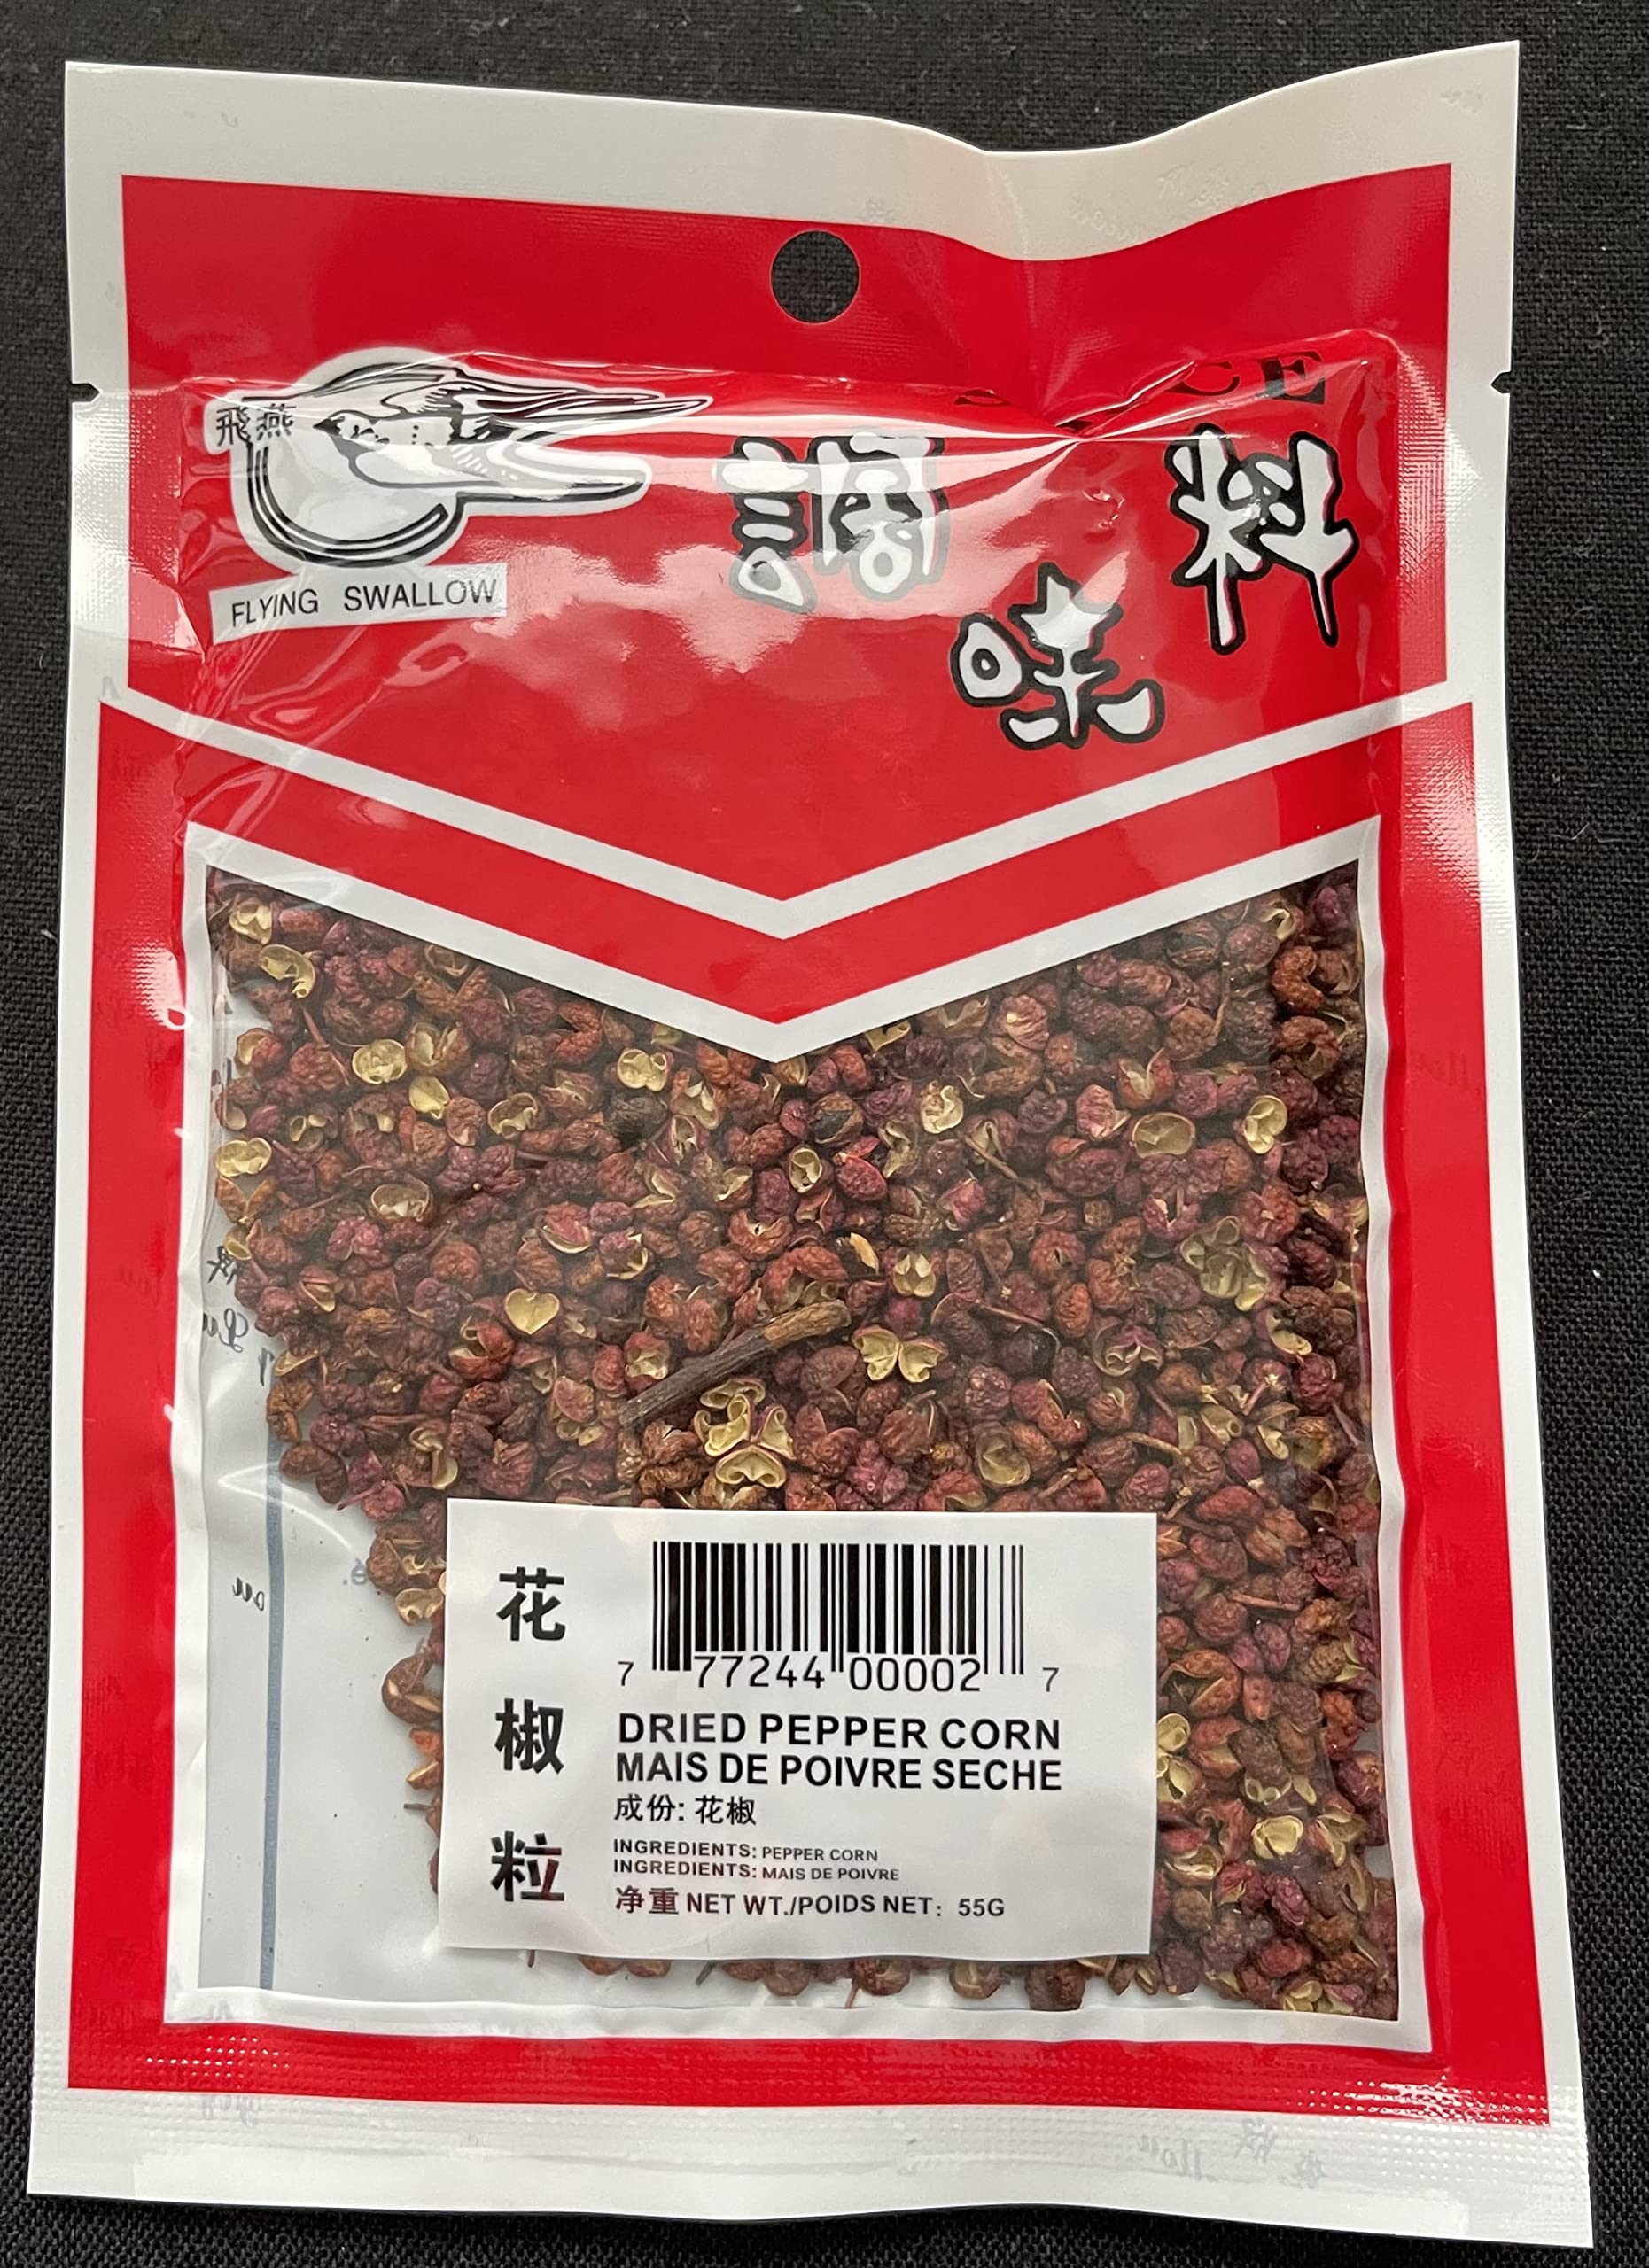 飛燕
FLYING SWALLOW
調味料
花椒粒
7 77244 00002 7
DRIED PEPPER CORN
MAIS DE POIVRE SECHE
成份: 花椒
INGREDIENTS: PEPPER CORN
INGREDIENTS: MAIS DE POIVRE
净重 NET WT./POIDS NET: 55G